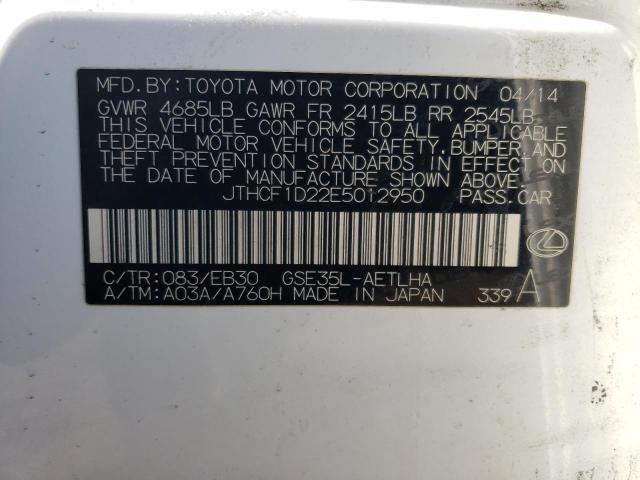 MFD.BY:TOYOTA MOTOR CORPORATION 04/14
GVWR 4685LB GAWR FR 2415LB RR 2545LB
THIS VEHICLE CONFORMS TO ALL APPLICABLE
FEDERAL MOTOR VEHICLE SAFETY,BUMPER,AND
THEFT PREVENTION STANDARDS IN EFFECT ON
THE DATE OF MANUFACTURE SHOWN ABOVE.
JTHCF1D22E5012950 PASS.CAR
C/TR:083/EB30 GSE35L-AETLHA
A/TM:A03A/A760H MADE IN JAPAN 339 A